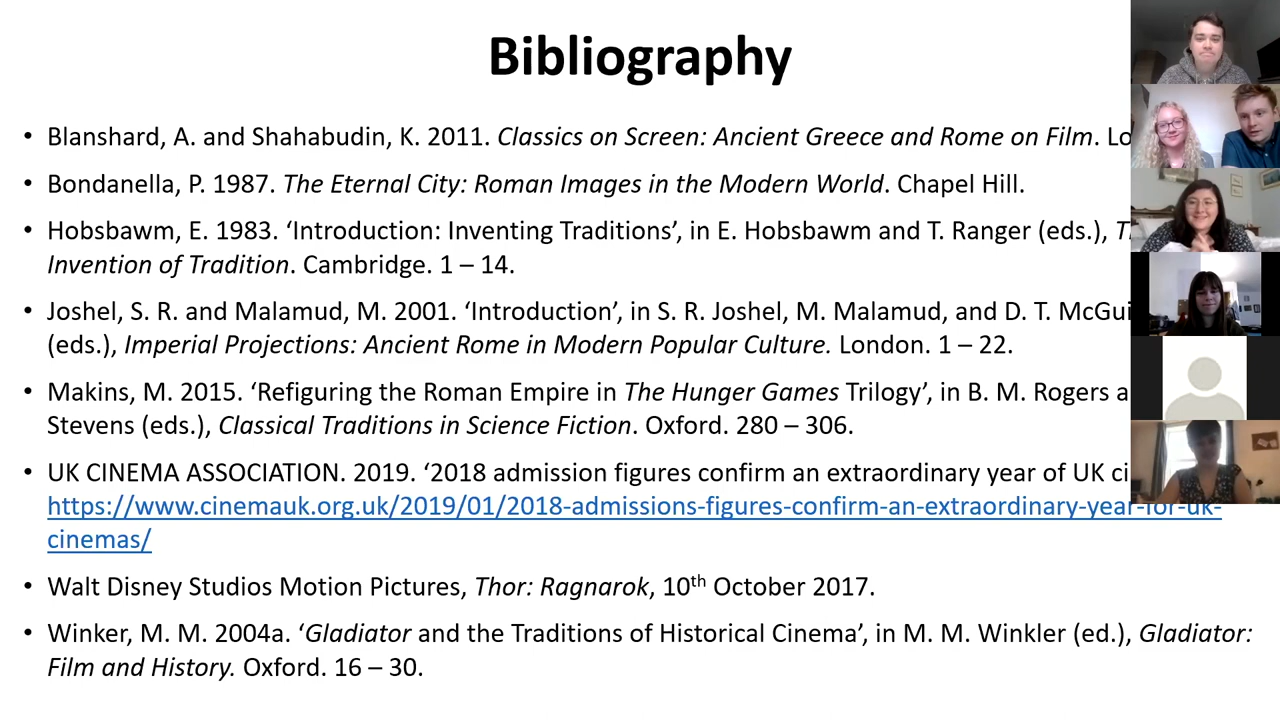 Bibliography
• Blanshard, A. and Shahabudin, K. 2011. Classics on Screen: Ancient Greece and Rome on Film.
• Bondanella, P. 1987. The Eternal City: Roman Images in the Modern World. Chapel Hill.
• Hobsbawm, E. 1983. ‘Introduction: Inventing Traditions’, in E. Hobsbawm and T. Ranger (eds.),
Invention of Tradition. Cambridge. 1 – 14.
• Joshel, S. R. and Malamud, M. 2001. ‘Introduction’, in S. R. Joshel, M. Malamud, and D. T.
(eds.), Imperial Projections: Ancient Rome in Modern Popular Culture. London. 1 – 22.
• Makins, M. 2015. ‘Refiguring the Roman Empire in The Hunger Games Trilogy’, in B. M. Rogers
Stevens (eds.), Classical Traditions in Science Fiction. Oxford. 280 – 306.
• UK CINEMA ASSOCIATION. 2019. ‘2018 admission figures confirm an extraordinary year of UK
https://www.cinemauk.org.uk/2019/01/2018-admissions-figures-confirm-an-extraordinary-year-for-uk-
cinemas/
• Walt Disney Studios Motion Pictures, Thor: Ragnarok, 10th October 2017.
• Winker, M. M. 2004a. ‘Gladiator and the Traditions of Historical Cinema’, in M. M. Winkler (ed.), Gladiator:
Film and History. Oxford. 16 – 30.